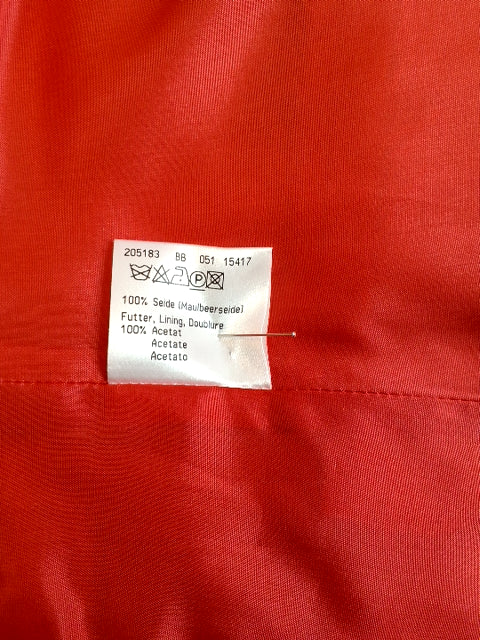 205183 BB 051 15417
P
100% Seide (Maulbeerseide)
Futter, Lining, Doublure
100% Acetat
Acetate
Acetato